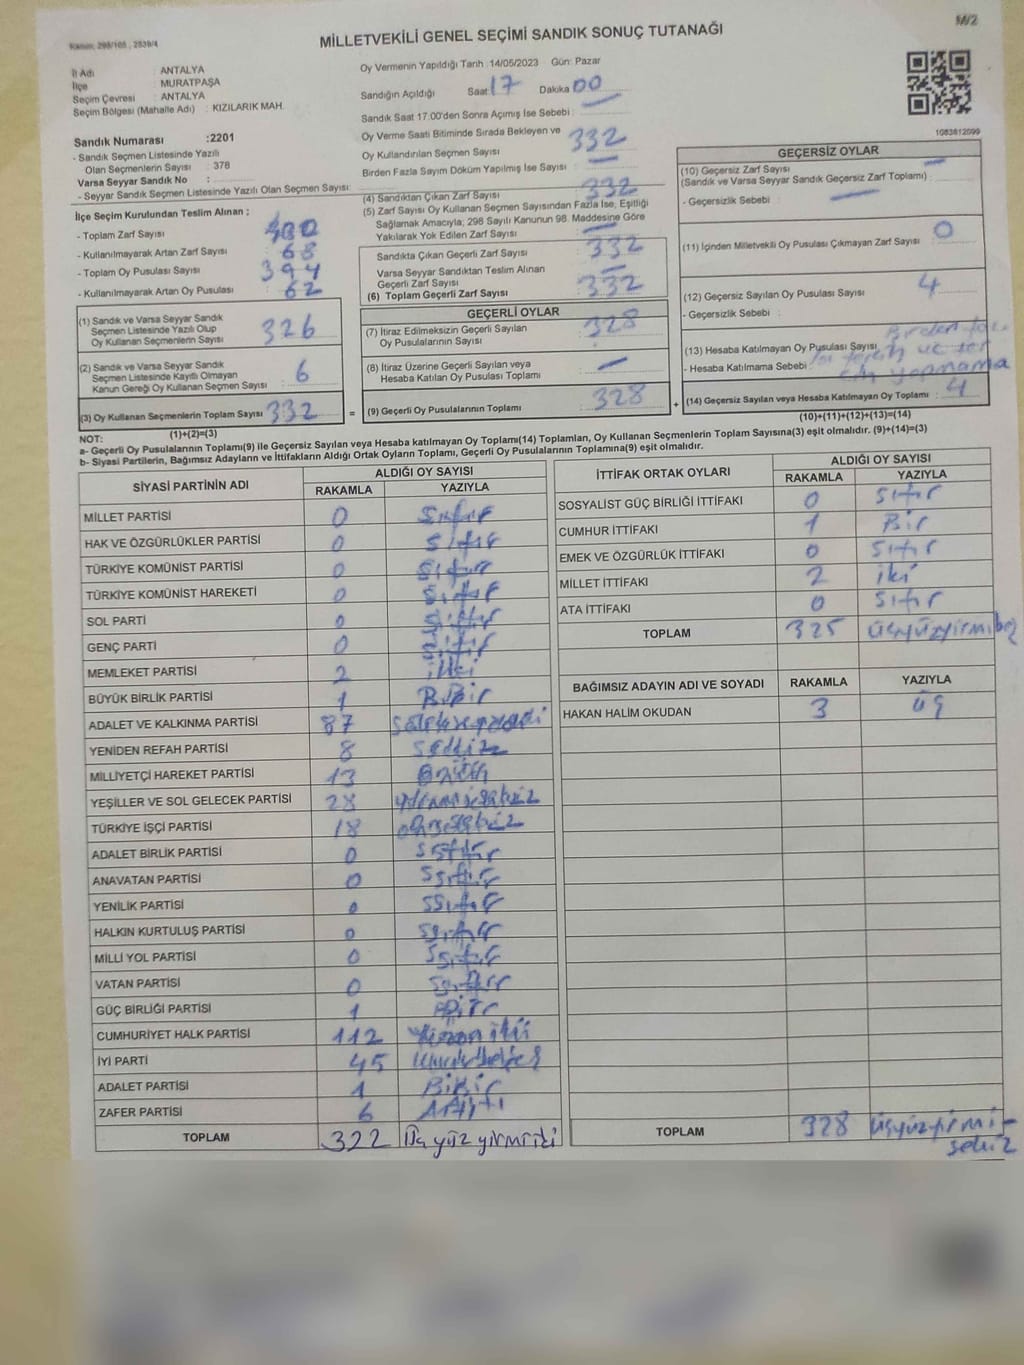 Kanun; 298/105 , 2839/4
M/2
MİLLETVEKİLİ GENEL SEÇİMİ SANDIK SONUÇ TUTANAĞI
İl Adı : ANTALYA
İlçe : MURATPAŞA
Seçim Çevresi : ANTALYA
Seçim Bölgesi (Mahalle Adı) : KIZILARIK MAH.
Sandık Numarası :2201
- Sandık Seçmen Listesinde Yazılı
Olan Seçmenlerin Sayısı : 378
Varsa Seyyar Sandık No :
- Seyyar Sandık Seçmen Listesinde Yazılı Olan Seçmen Sayısı:
Oy Vermenin Yapıldığı Tarih :14/05/2023 Gün: Pazar
Sandığın Açıldığı Saat: 17 Dakika 00
Sandık Saat 17.00'den Sonra Açımış İse Sebebi :
Oy Verme Saati Bitiminde Sırada Bekleyen ve
Oy Kullandırılan Seçmen Sayısı 332
Birden Fazla Sayım Döküm Yapılmış İse Sayısı :
(4) Sandıktan Çıkan Zarf Sayısı : 332
(5) Zarf Sayısı Oy Kullanan Seçmen Sayısından Fazla İse, Eşitliği
Sağlamak Amacıyla; 298 Sayılı Kanunun 98. Maddesine Göre
Yakılarak Yok Edilen Zarf Sayısı :
1083812099
İlçe Seçim Kurulundan Teslim Alınan :
- Toplam Zarf Sayısı : 400
- Kullanılmayarak Artan Zarf Sayısı : 68
- Toplam Oy Pusulası Sayısı : 394
- Kullanılmayarak Artan Oy Pusulası : 62
Sandıkta Çıkan Geçerli Zarf Sayısı : 332
Varsa Seyyar Sandıktan Teslim Alınan
Geçerli Zarf Sayısı :
(6) Toplam Geçerli Zarf Sayısı : 332
GEÇERSİZ OYLAR
(10) Geçersiz Zarf Sayısı
(Sandık ve Varsa Seyyar Sandık Geçersiz Zarf Toplamı) :
- Geçersizlik Sebebi :
(11) İçinden Milletvekili Oy Pusulası Çıkmayan Zarf Sayısı : 0
(12) Geçersiz Sayılan Oy Pusulası Sayısı : 4
- Geçersizlik Sebebi :
(13) Hesaba Katılmayan Oy Pusulası Sayısı : Birden
- Hesaba Katılmama Sebebi : yapmama
(14) Geçersiz Sayılan veya Hesaba Katılmayan Oy Toplamı : 4
(10)+(11)+(12)+(13)=(14)
(1) Sandık ve Varsa Seyyar Sandık
Seçmen Listesinde Yazılı Olup
Oy Kullanan Seçmenlerin Sayısı : 326
(2) Sandık ve Varsa Seyyar Sandık
Seçmen Listesinde Kayıtlı Olmayan
Kanun Gereği Oy Kullanan Seçmen Sayısı : 6
(3) Oy Kullanan Seçmenlerin Toplam Sayısı : 332 =
(1)+(2)=(3)
GEÇERLİ OYLAR
(7) İtiraz Edilmeksizin Geçerli Sayılan
Oy Pusulalarının Sayısı : 328
(8) İtiraz Üzerine Geçerli Sayılan veya
Hesaba Katılan Oy Pusulası Toplamı :
(9) Geçerli Oy Pusulalarının Toplamı : 328 +
NOT:
a- Geçerli Oy Pusulalarının Toplamı(9) ile Geçersiz Sayılan veya Hesaba katılmayan Oy Toplamı(14) Toplamları, Oy Kullanan Seçmenlerin Toplam Sayısına(3) eşit olmalıdır. (9)+(14)=(3)
b- Siyasi Partilerin, Bağımsız Adayların ve İttifakların Aldığı Ortak Oyların Toplamı, Geçerli Oy Pusulalarının Toplamına(9) eşit olmalıdır.
SİYASİ PARTİNİN ADI ALDIĞI OY SAYISI
RAKAMLA YAZIYLA
MİLLET PARTİSİ 0 Sıfır
HAK VE ÖZGÜRLÜKLER PARTİSİ 0 Sıfır
TÜRKİYE KOMÜNİST PARTİSİ 0 Sıfır
TÜRKİYE KOMÜNİST HAREKETİ 0 Sıfır
SOL PARTİ 0 Sıfır
GENÇ PARTİ 0 Sıfır
MEMLEKET PARTİSİ 2 iki
BÜYÜK BİRLİK PARTİSİ 1 Bir
ADALET VE KALKINMA PARTİSİ 87
YENİDEN REFAH PARTİSİ 8 Sekiz
MİLLİYETÇİ HAREKET PARTİSİ 13 Onüç
YEŞİLLER VE SOL GELECEK PARTİSİ 28 yirmisekiz
TÜRKİYE İŞÇİ PARTİSİ 18 onsekiz
ADALET BİRLİK PARTİSİ 0 Sıfır
ANAVATAN PARTİSİ 0 Sıfır
YENİLİK PARTİSİ 0 Sıfır
HALKIN KURTULUŞ PARTİSİ 0 Sıfır
MİLLİ YOL PARTİSİ 0 Sıfır
VATAN PARTİSİ 0 Sıfır
GÜÇ BİRLİĞİ PARTİSİ 1 Bir
CUMHURİYET HALK PARTİSİ 112 Yüzoniki
İYİ PARTİ 45
ADALET PARTİSİ 1 Bir
ZAFER PARTİSİ 6 Altı
TOPLAM 322 Üç yüz yirmi iki
İTTİFAK ORTAK OYLARI ALDIĞI OY SAYISI
RAKAMLA YAZIYLA
SOSYALİST GÜÇ BİRLİĞİ İTTİFAKI 0 Sıfır
CUMHUR İTTİFAKI 1 Bir
EMEK VE ÖZGÜRLÜK İTTİFAKI 0 Sıfır
MİLLET İTTİFAKI 2 iki
ATA İTTİFAKI 0 Sıfır
TOPLAM 325 üçyüzyirmibeş
BAĞIMSIZ ADAYIN ADI VE SOYADI RAKAMLA YAZIYLA
HAKAN HALİM OKUDAN 3 üç
TOPLAM 328 üçyüzyirmi-
sekiz